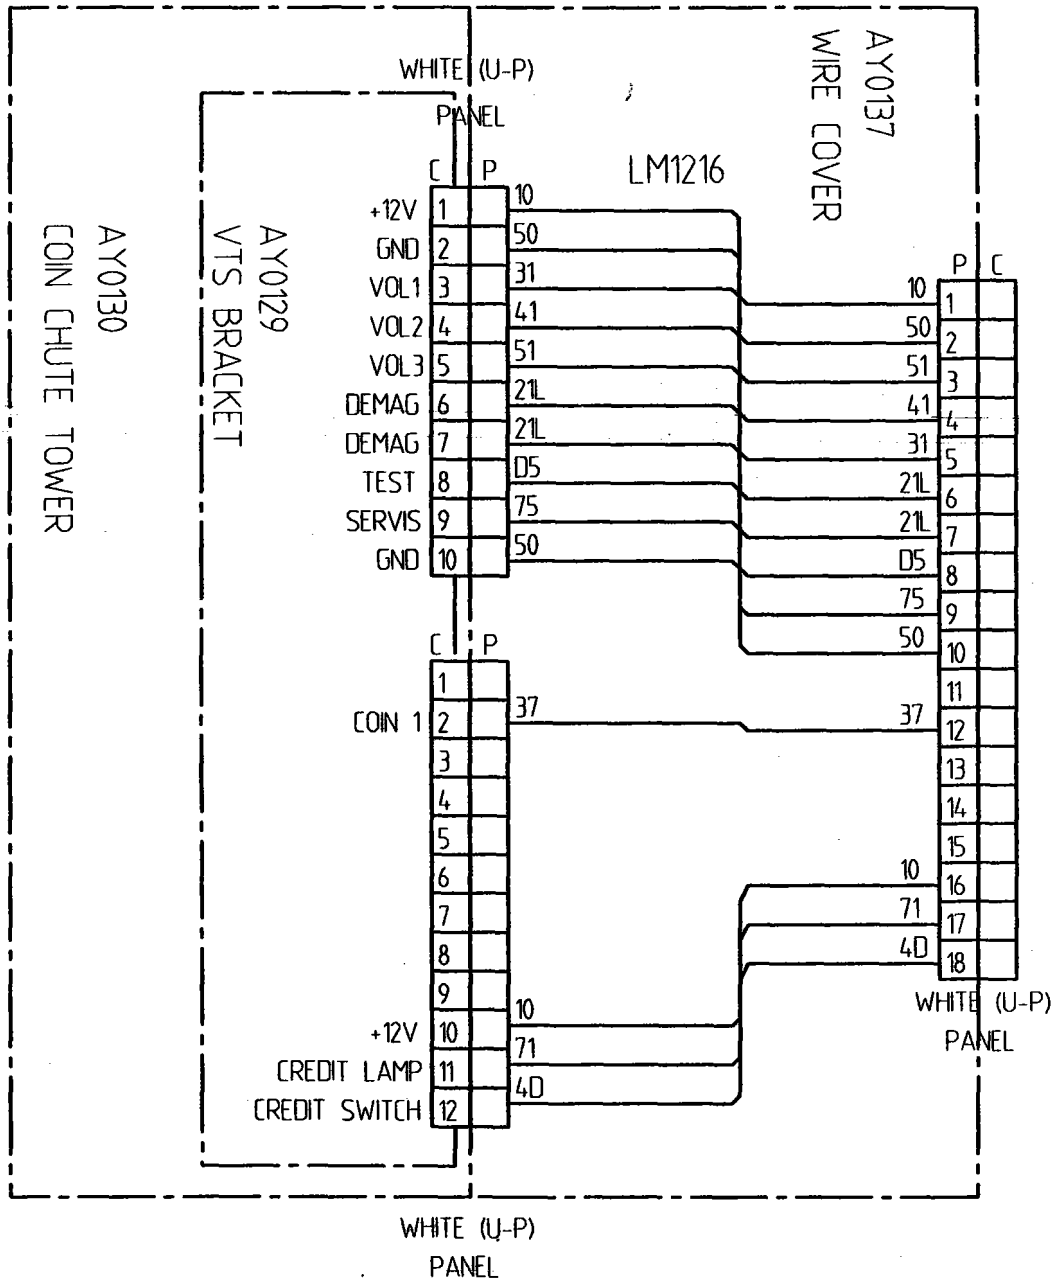 WHITE (U-P)
PANEL
AY0137
WIRE COVER
LM1216
AY0129
VTS BRACKET
AY0130
COIN CHUTE TOWER
C P
+12V 1 10
GND 2 50
VOL1 3 31
VOL2 4 41
VOL3 5 51
DEMAG 6 21L
DEMAG 7 21L
TEST 8 D5
SERVIS 9 75
GND 10 50
C P
1
COIN 1 2 37
3
4
5
6
7
8
9
+12V 10 10
CREDIT LAMP 11 71
CREDIT SWITCH 12 4D
WHITE (U-P)
PANEL
P C
10 1
50 2
51 3
41 4
31 5
21L 6
21L 7
D5 8
75 9
50 10
11
37 12
13
14
15
10 16
71 17
4D 18
WHITE (U-P)
PANEL